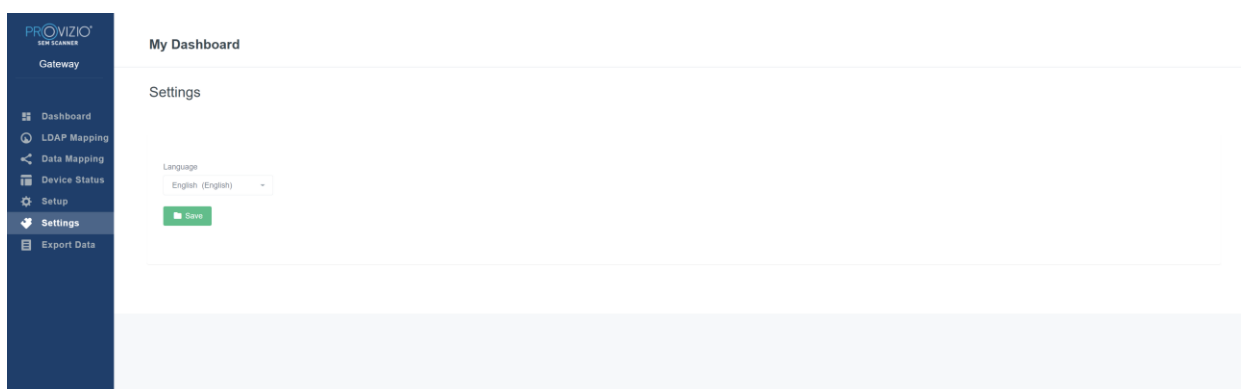 PROVIZIO®
SEM SCANNER
Gateway
Dashboard
LDAP Mapping
Data Mapping
Device Status
Setup
Settings
Export Data
My Dashboard
Settings
Language
English (English)
Save